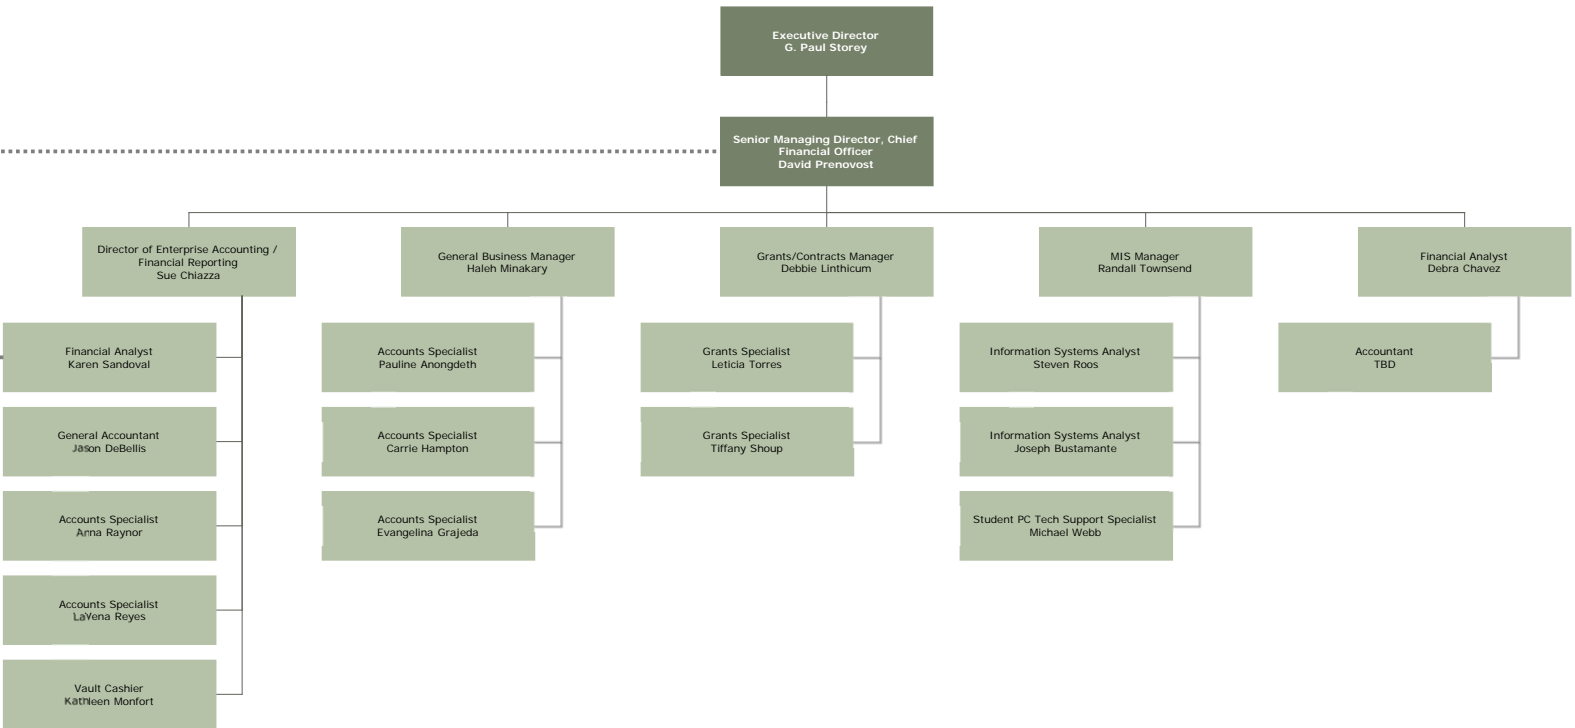 Executive Director
G. Paul Storey
Senior Managing Director, Chief
Financial Officer
David Prenovost
Director of Enterprise Accounting /
Financial Reporting
Sue Chiazza
General Business Manager
Haleh Minakary
Grants/Contracts Manager
Debbie Linthicum
MIS Manager
Randall Townsend
Financial Analyst
Debra Chavez
Financial Analyst
Karen Sandoval
Accounts Specialist
Pauline Anongdeth
Grants Specialist
Leticia Torres
Information Systems Analyst
Steven Roos
Accountant
TBD
General Accountant
Jason DeBellis
Accounts Specialist
Carrie Hampton
Grants Specialist
Tiffany Shoup
Information Systems Analyst
Joseph Bustamante
Accounts Specialist
Anna Raynor
Accounts Specialist
Evangelina Grajeda
Student PC Tech Support Specialist
Michael Webb
Accounts Specialist
LaVena Reyes
Vault Cashier
Kathleen Monfort